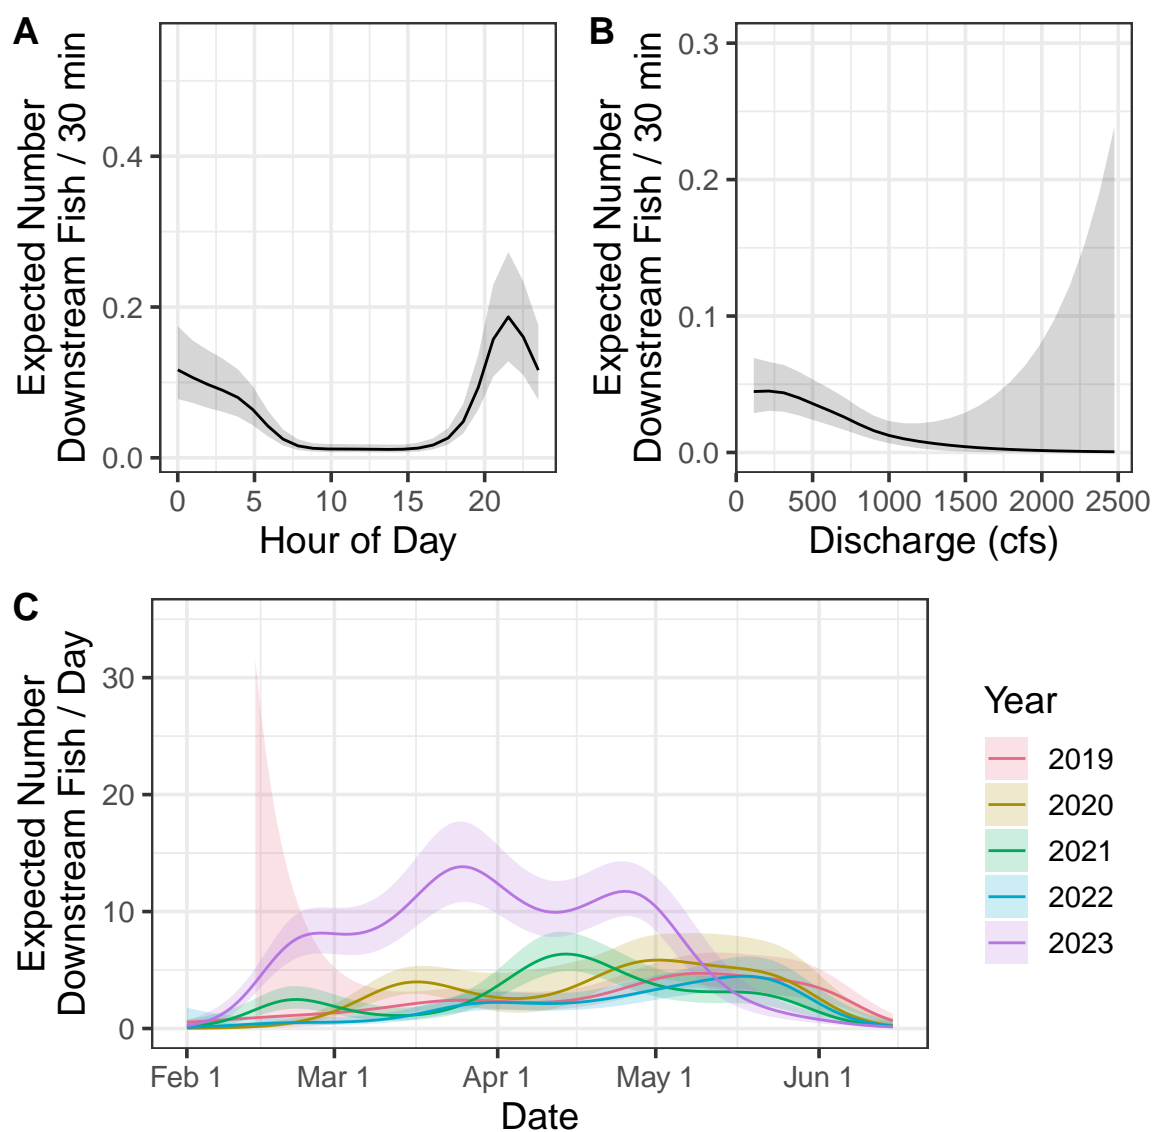 A
Expected Number
Downstream Fish / 30 min
0.4
0.2
0.0
0 5 10 15 20
Hour of Day
B
Expected Number
Downstream Fish / 30 min
0.3
0.2
0.1
0.0
0 500 1000 1500 2000 2500
Discharge (cfs)
C
Expected Number
Downstream Fish / Day
30
20
10
0
Feb 1 Mar 1 Apr 1 May 1 Jun 1
Date
Year
2019
2020
2021
2022
2023